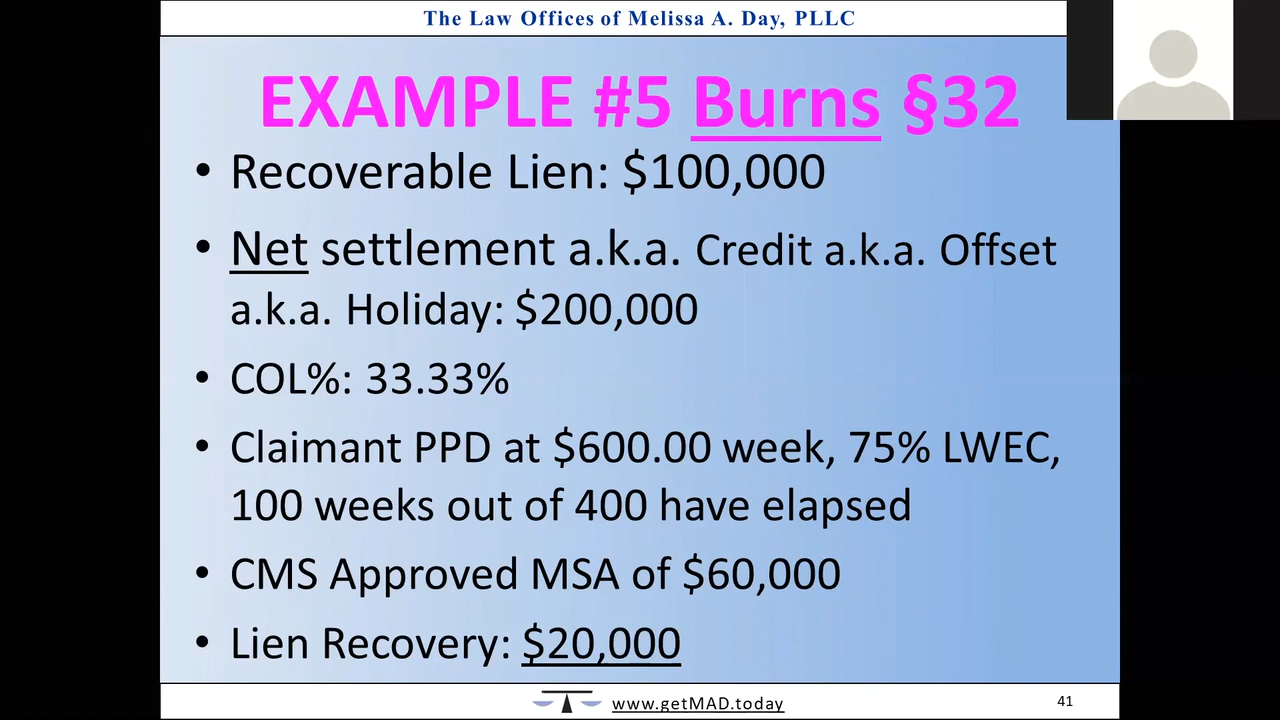 The Law Offices of Melissa A. Day, PLLC
EXAMPLE #5 Burns §32
• Recoverable Lien: $100,000
• Net settlement a.k.a. Credit a.k.a. Offset
a.k.a. Holiday: $200,000
• COL%: 33.33%
• Claimant PPD at $600.00 week, 75% LWEC,
100 weeks out of 400 have elapsed
• CMS Approved MSA of $60,000
• Lien Recovery: $20,000
www.getMAD.today
41